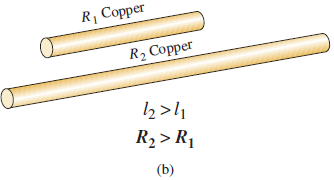 R₁ Copper
R₂ Copper
l₂ > l₁
R₂ > R₁
(b)